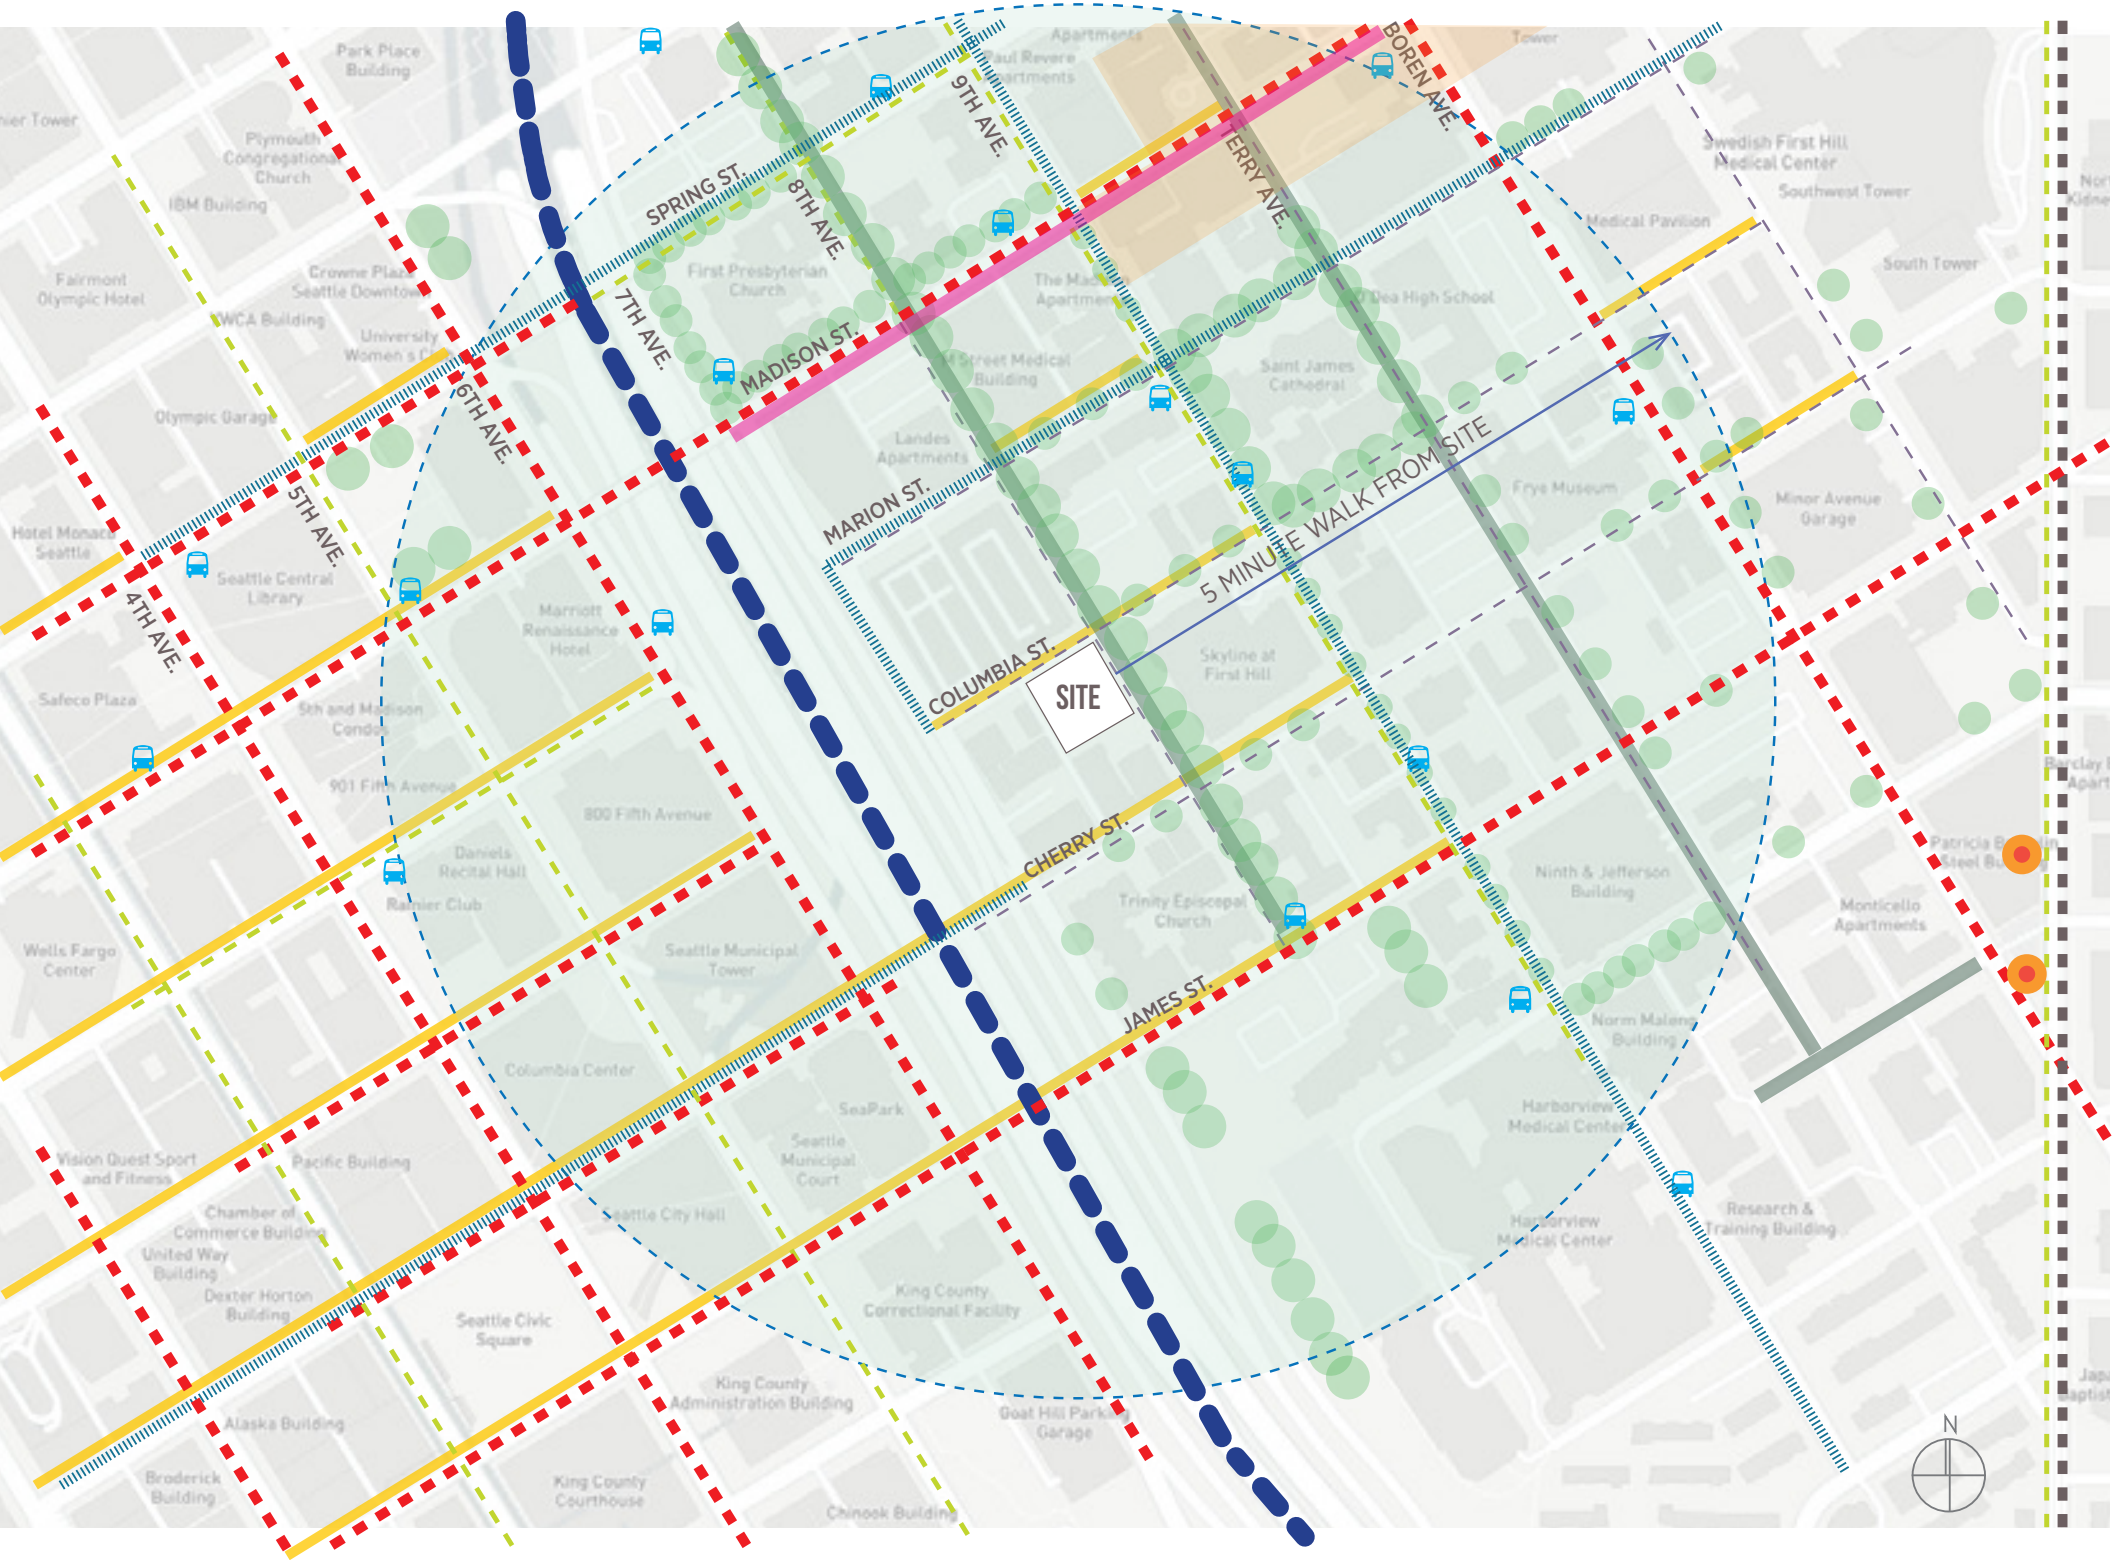 Apartments
Tower
Park Place
Building
Paul Revere
BOREN AVE.
9TH AVE.
Plymouth
Congregational
Church
TERRY AVE.
Swedish First Hill
Medical Center
Southwest Tower
IBM Building
SPRING ST.
8TH AVE.
Medical Pavilion
Fairmont
Olympic Hotel
Crowne Plaza
Seattle Downtown
First Presbyterian
Church
South Tower
7TH AVE.
YWCA Building
University
MADISON ST.
M Street Medical
Building
Saint James
Cathedral
Olympic Garage
6TH AVE.
Landes
Apartments
MARION ST.
5 MINUTE WALK FROM SITE
Frye Museum
Minor Avenue
Garage
5TH AVE.
Hotel Monaco
Seattle
Seattle Central
Library
4TH AVE.
Marriott
Renaissance
Hotel
COLUMBIA ST.
SITE
Skyline at
First Hill
Safeco Plaza
5th and Madison
Condos
901 Fifth Avenue
800 Fifth Avenue
CHERRY ST.
Daniels
Recital Hall
Rainier Club
Trinity Episcopal
Church
Ninth & Jefferson
Building
Monticello
Apartments
Wells Fargo
Center
Seattle Municipal
Tower
JAMES ST.
Norm Maleng
Building
Columbia Center
SeaPark
Seattle
Municipal
Court
Harborview
Medical Center
Vision Quest Sport
and Fitness
Pacific Building
Chamber of
Commerce Building
Seattle City Hall
Research &
Training Building
Harborview
Medical Center
United Way
Building
Dexter Horton
Building
Seattle Civic
Square
King County
Correctional Facility
King County
Administration Building
Goat Hill Parking
Garage
Alaska Building
Broderick
Building
King County
Courthouse
Chinook Building
N